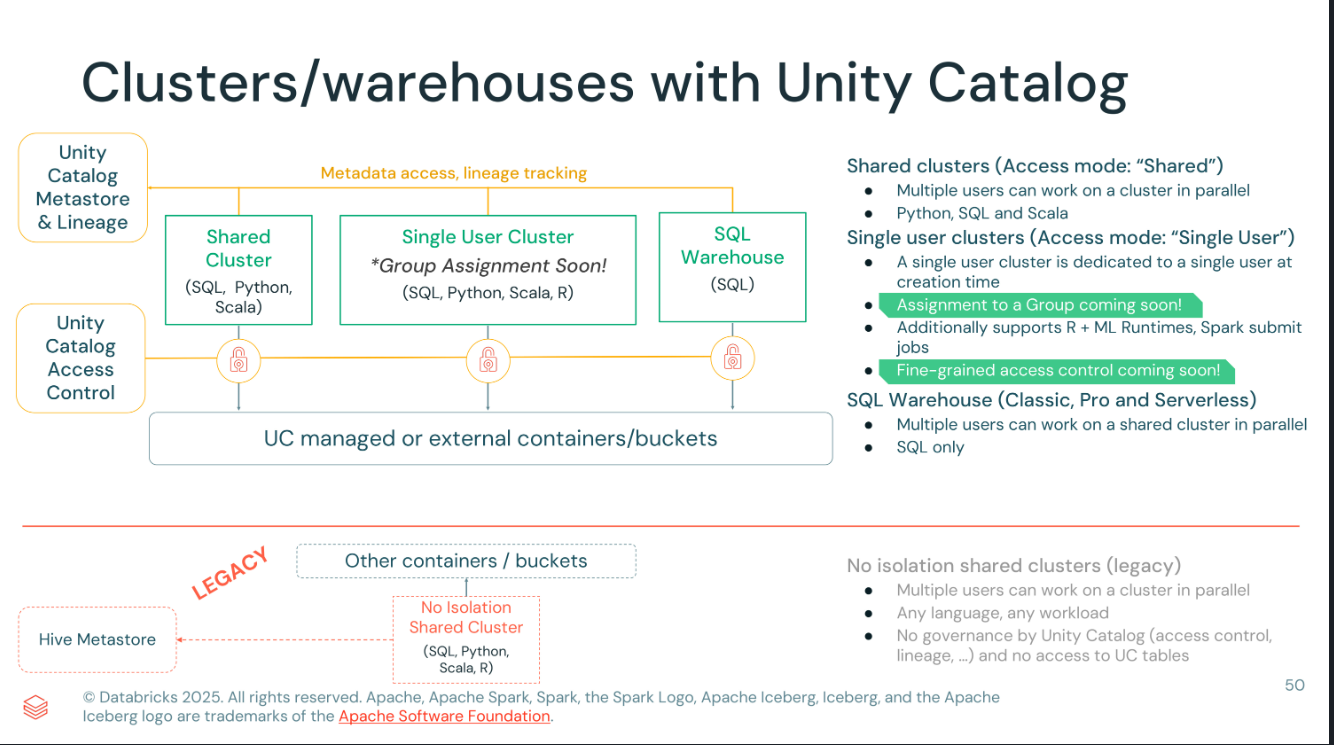 Clusters/warehouses with Unity Catalog
Unity
Catalog
Metastore
& Lineage
Metadata access, lineage tracking
Shared
Cluster
(SQL, Python,
Scala)
Single User Cluster
*Group Assignment Soon!
(SQL, Python, Scala, R)
SQL
Warehouse
(SQL)
Unity
Catalog
Access
Control
UC managed or external containers/buckets
Shared clusters (Access mode: “Shared”)
● Multiple users can work on a cluster in parallel
● Python, SQL and Scala
Single user clusters (Access mode: “Single User”)
● A single user cluster is dedicated to a single user at
creation time
● Assignment to a Group coming soon!
● Additionally supports R + ML Runtimes, Spark submit
jobs
● Fine-grained access control coming soon!
SQL Warehouse (Classic, Pro and Serverless)
● Multiple users can work on a shared cluster in parallel
● SQL only
LEGACY
Other containers / buckets
Hive Metastore
No Isolation
Shared Cluster
(SQL, Python,
Scala, R)
No isolation shared clusters (legacy)
● Multiple users can work on a cluster in parallel
● Any language, any workload
● No governance by Unity Catalog (access control,
lineage, …) and no access to UC tables
© Databricks 2025. All rights reserved. Apache, Apache Spark, Spark, the Spark Logo, Apache Iceberg, Iceberg, and the Apache
Iceberg logo are trademarks of the Apache Software Foundation.
50